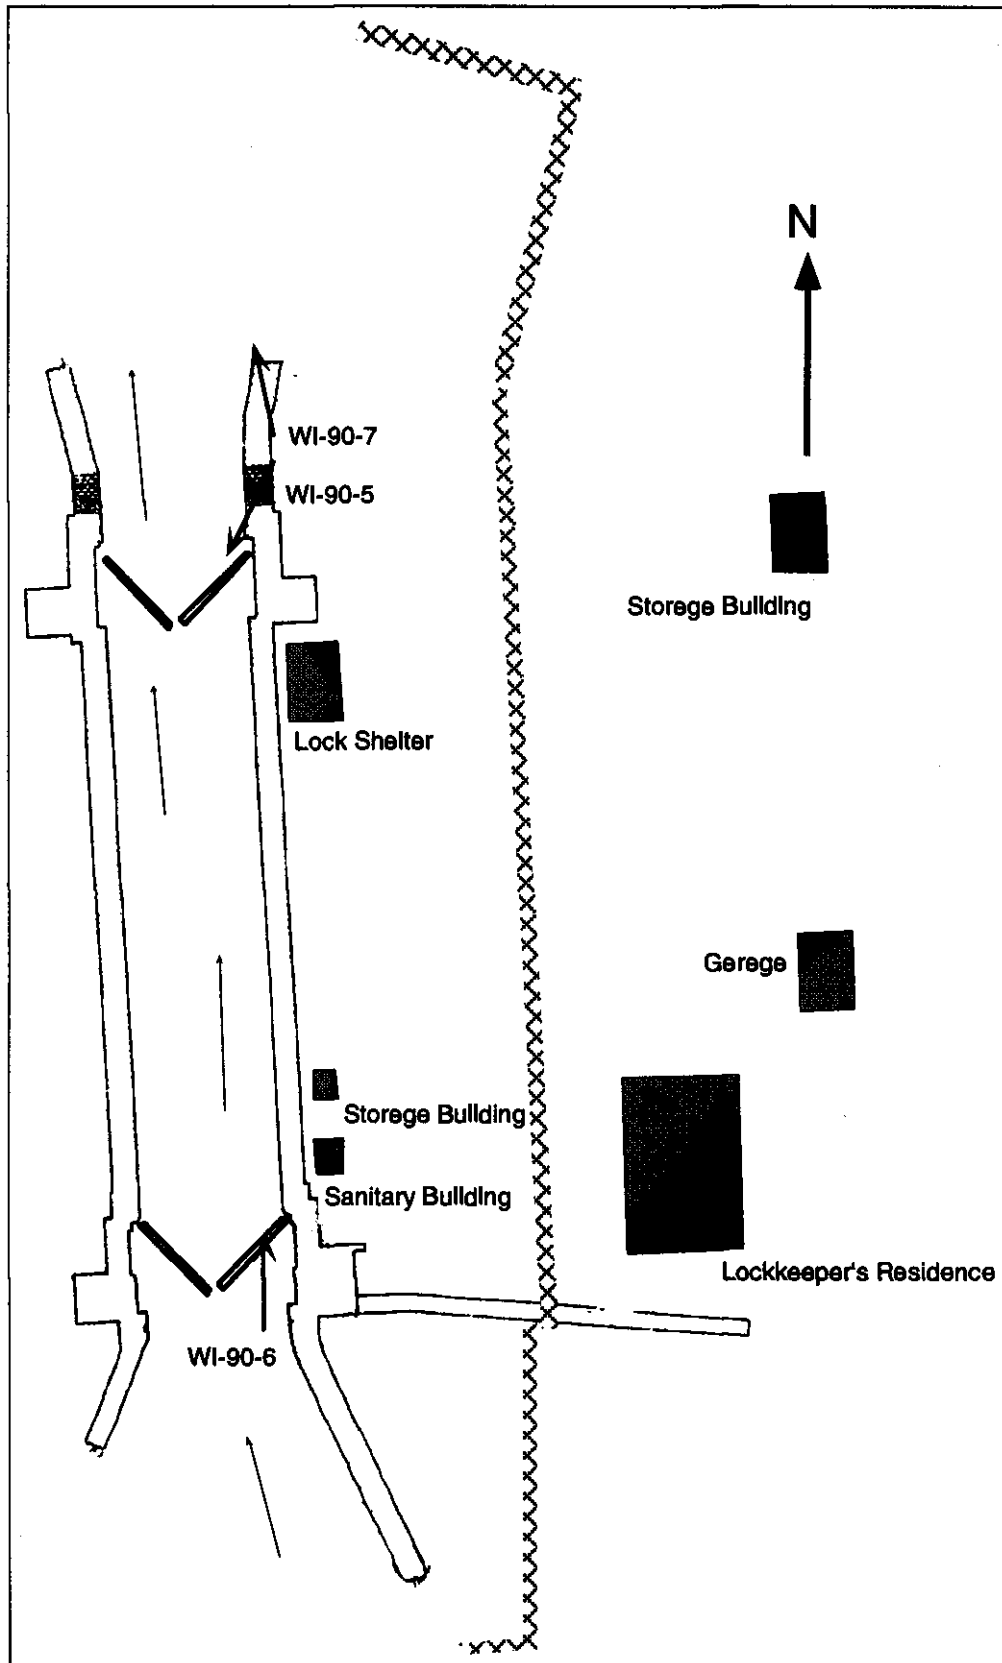 N
WI-90-7
WI-90-5
Storege Building
Lock Shelter
Gerege
Storege Building
Sanitary Building
Lockkeeper's Residence
WI-90-6